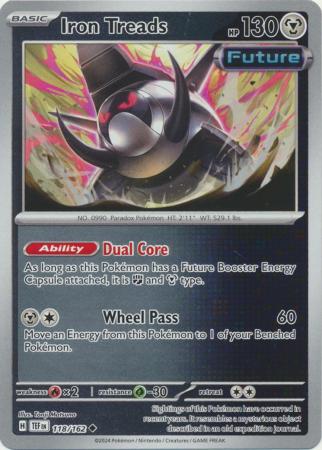 BASIC
Iron Treads
HP 130
Future
NO. 0990 Paradox Pokémon HT: 2'11" WT: 529.1 lbs.
Ability Dual Core
As long as this Pokémon has a Future Booster Energy
Capsule attached, it is and type.
Wheel Pass 60
Move an Energy from this Pokémon to 1 of your Benched
Pokémon.
weakness ×2 resistance -30 retreat
Illus. Tonji Matsuno
H TEF EN 118/162
Sightings of this Pokémon have occurred
in recent years. It resembles a mysterious object
described in an old expedition journal.
©2024 Pokémon / Nintendo / Creatures / GAME FREAK